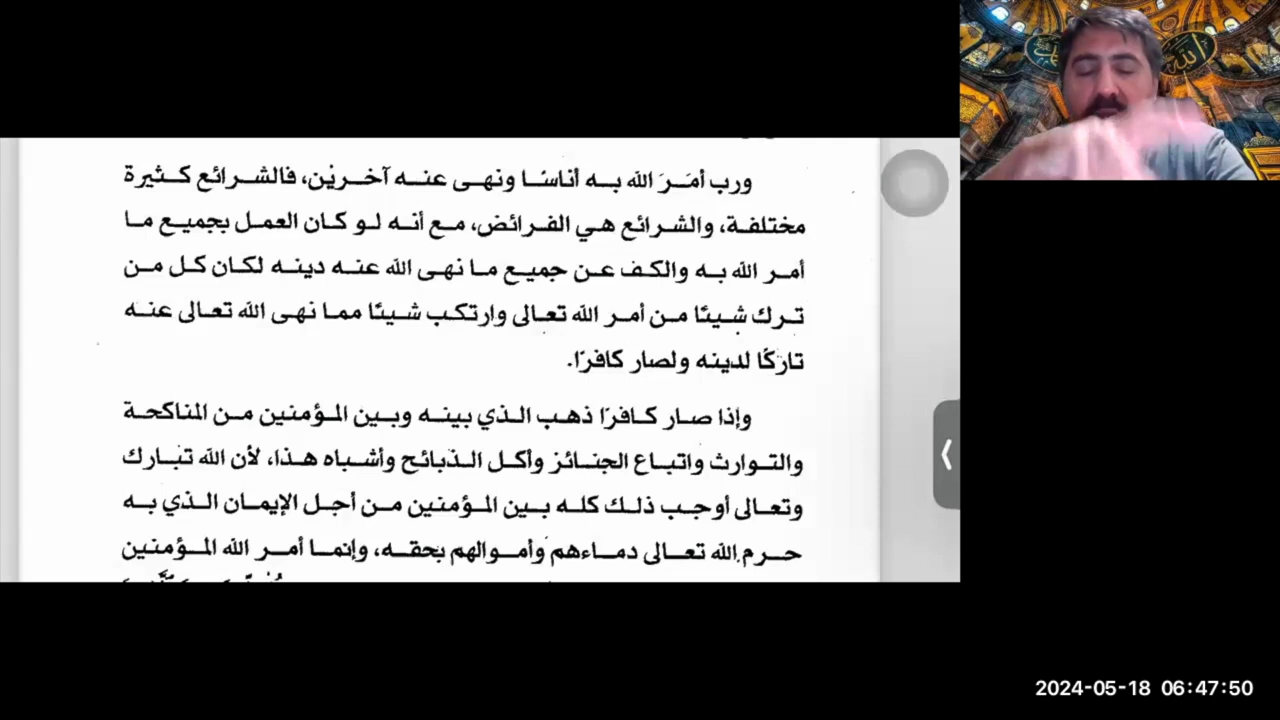 ورب أمَرَ الله به أناسًا ونهى عنه آخريْن، فالشرائع كثيرة
مختلفة، والشرائع هي الفرائض، مع أنه لو كان العمل بجميع ما
أمر الله به والكف عن جميع ما نهى الله عنه دينه لكان كل من
ترك شيئًا من أمر الله تعالى وارتكب شيئًا مما نهى الله تعالى عنه
تاركًا لدينه ولصار كافرًا.
وإذا صار كافرًا ذهب الذي بينه وبين المؤمنين من المناكحة
والتوارث واتباع الجنائز وأكل الذبائح وأشباه هذا، لأن الله تبارك
وتعالى أوجب ذلك كله بين المؤمنين من أجل الإيمان الذي به
حرم الله تعالى دماءهم وأموالهم بحقه، وإنما أمر الله المؤمنين
الله
2024-05-18 06:47:50